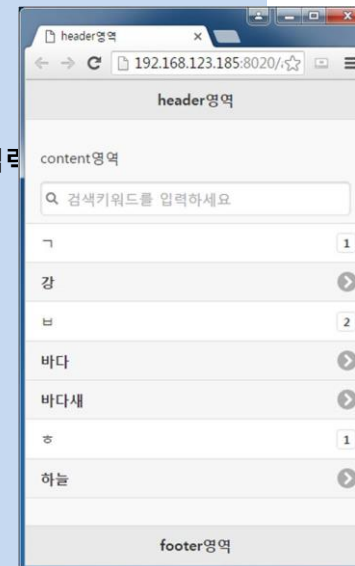 header영역
192.168.123.185:8020/
header영역
content영역
검색키워드를 입력하세요
ㄱ 1
강
ㅂ 2
바다
바다새
ㅎ 1
하늘
footer영역